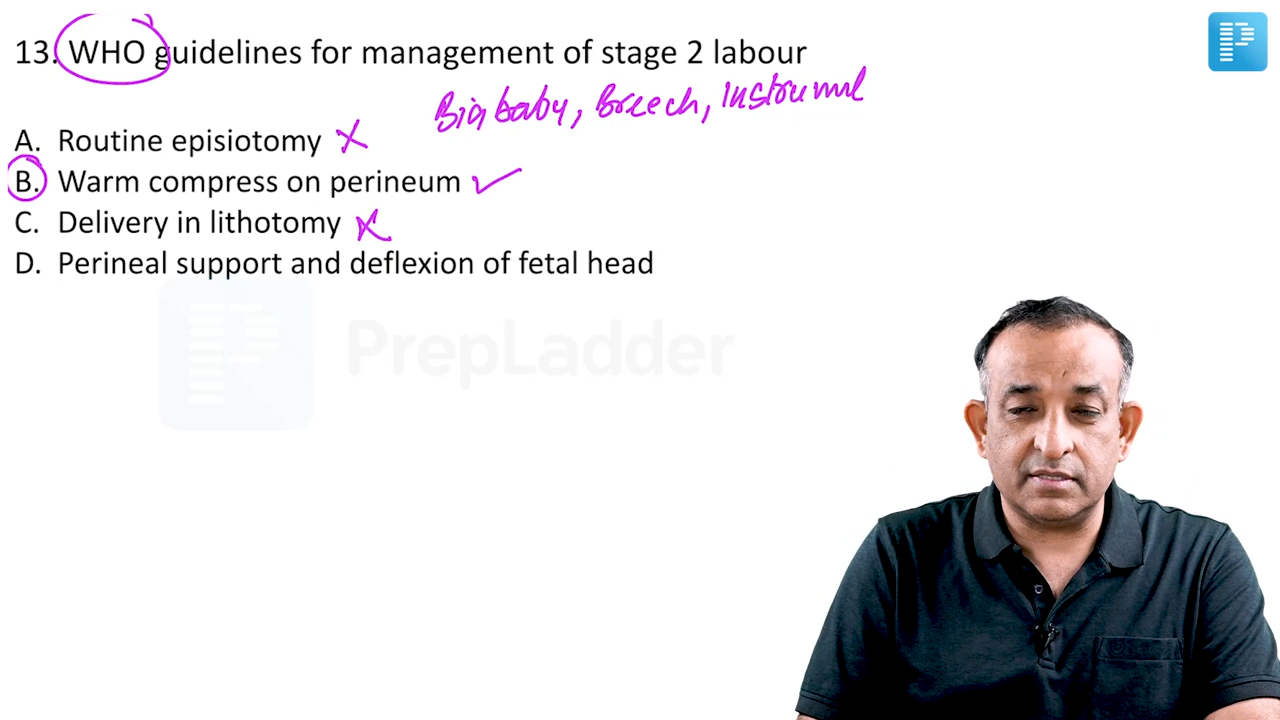 13. WHO guidelines for management of stage 2 labour
Big baby, Breech, Instrumel
A. Routine episiotomy
B. Warm compress on perineum
C. Delivery in lithotomy
D. Perineal support and deflexion of fetal head
PrepLadder